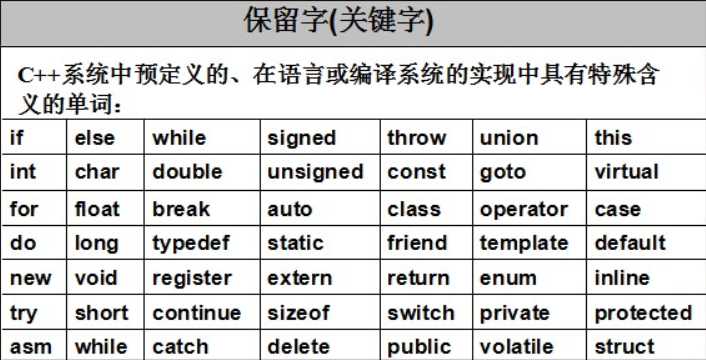 保留字(关键字)
C++系统中预定义的、在语言或编译系统的实现中具有特殊含
义的单词：
if else while signed throw union this
int char double unsigned const goto virtual
for float break auto class operator case
do long typedef static friend template default
new void register extern return enum inline
try short continue sizeof switch private protected
asm while catch delete public volatile struct